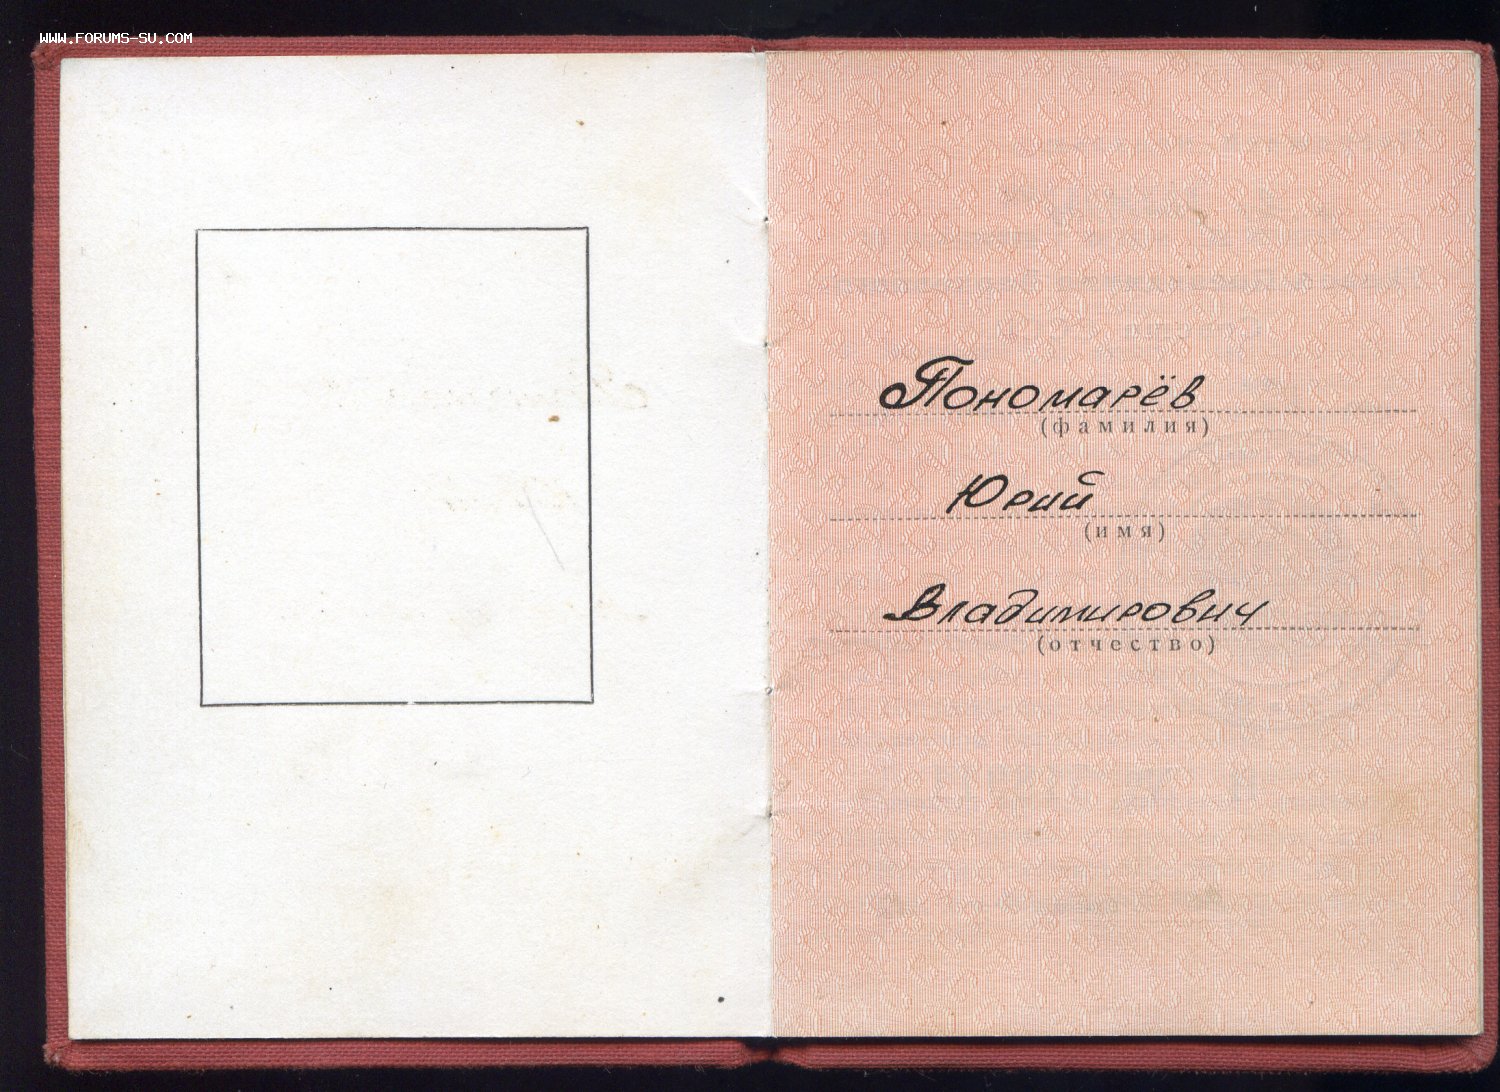 WWW.FORUMS-SU.COM
Пономарёв
(фамилия)
Юрий
(имя)
Владимирович
(отчество)